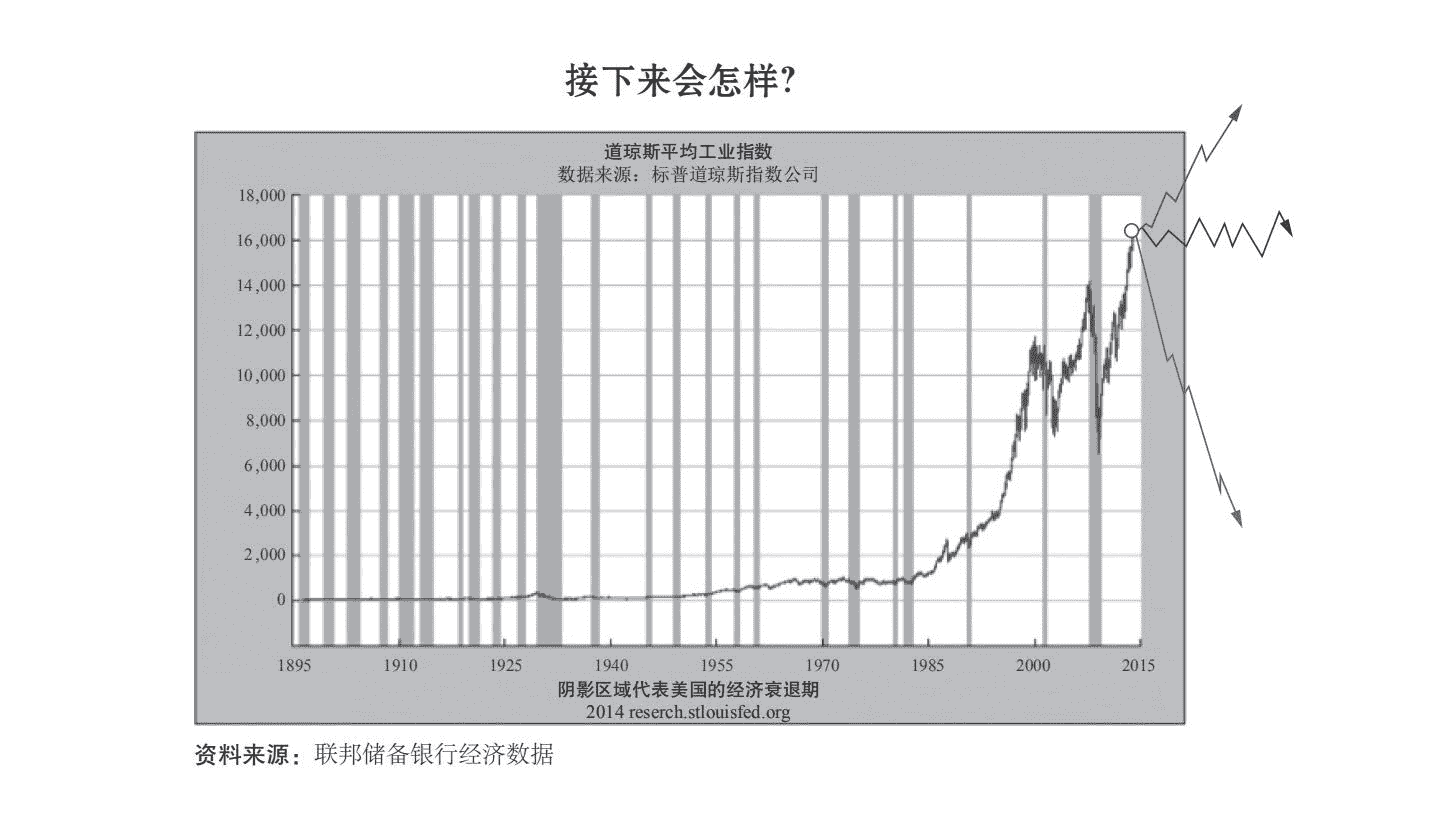 接下来会怎样?
道琼斯平均工业指数
数据来源：标普道琼斯指数公司
18,000
16,000
14,000
12,000
10,000
8,000
6,000
4,000
2,000
0
1895 1910 1925 1940 1955 1970 1985 2000 2015
阴影区域代表美国的经济衰退期
2014 reserch.stlouisfed.org
资料来源：联邦储备银行经济数据